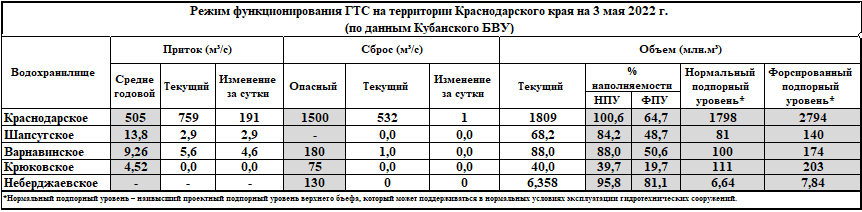 Режим функционирования ГТС на территории Краснодарского края на 3 мая 2022 г.
(по данным Кубанского БВУ)
Водохранилище Приток (м³/с) Сброс (м³/с) Объем (млн.м³)
Средне годовой Текущий Изменение за сутки Опасный Текущий Изменение за сутки Текущий % наполняемости Нормальный подпорный уровень* Форсированный подпорный уровень*
НПУ ФПУ
Краснодарское 505 759 191 1500 532 1 1809 100,6 64,7 1798 2794
Шапсугское 13,8 2,9 2,9 - 0,0 0,0 68,2 84,2 48,7 81 140
Варнавинское 9,26 5,6 4,6 180 1,0 0,0 88,0 88,0 50,6 100 174
Крюковское 4,52 0,0 0,0 75 0,0 0,0 40,0 39,7 19,7 111 203
Неберджаевское - - - 130 0 0 6,358 95,8 81,1 6,64 7,84
*Нормальный подпорный уровень – наивысший проектный подпорный уровень верхнего бьефа, который может поддерживаться в нормальных условиях эксплуатации гидротехнических сооружений.